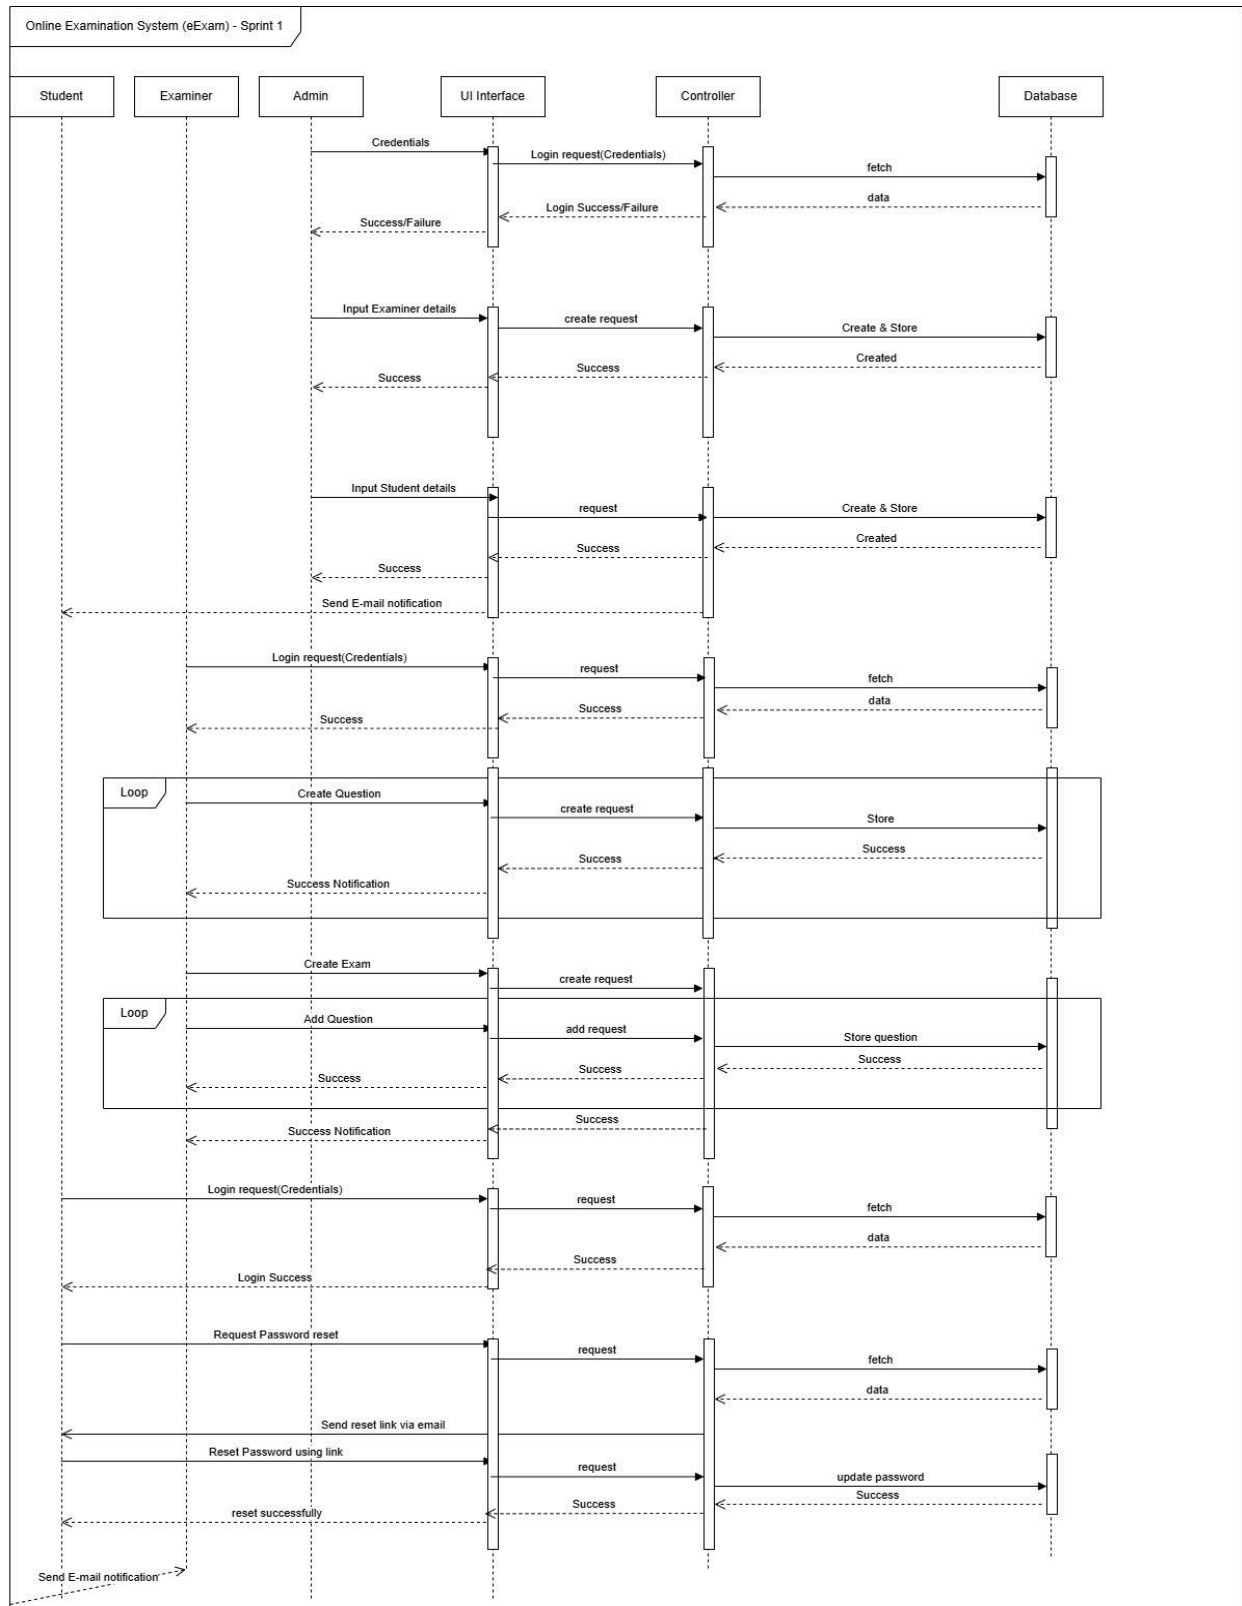 Online Examination System (eExam) - Sprint 1
Student
Examiner
Admin
UI Interface
Controller
Database
Credentials
Login request(Credentials)
fetch
data
Login Success/Failure
Success/Failure
Input Examiner details
create request
Create & Store
Created
Success
Success
Input Student details
request
Create & Store
Created
Success
Success
Send E-mail notification
Login request(Credentials)
request
fetch
data
Success
Success
Loop
Create Question
create request
Store
Success
Success
Success Notification
Create Exam
create request
Loop
Add Question
add request
Store question
Success
Success
Success
Success
Success Notification
Login request(Credentials)
request
fetch
data
Success
Login Success
Request Password reset
request
fetch
data
Send reset link via email
Reset Password using link
request
update password
Success
Success
reset successfully
Send E-mail notification